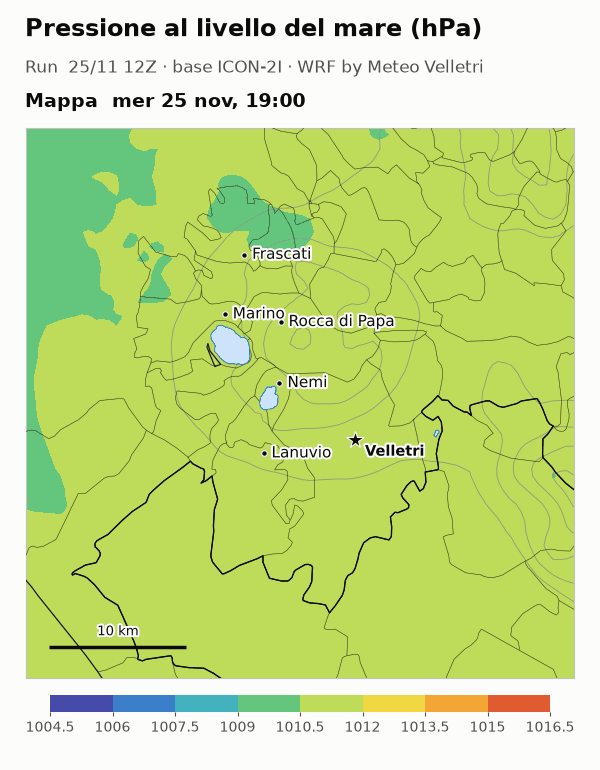 Pressione al livello del mare (hPa)
Run  25/11 12Z · base ICON-2I · WRF by Meteo Velletri
Mappa  mer 25 nov, 19:00
Frascati
Marino
Rocca di Papa
Nemi
Velletri
Lanuvio
10 km
1004.5 1006 1007.5 1009 1010.5 1012 1013.5 1015 1016.5